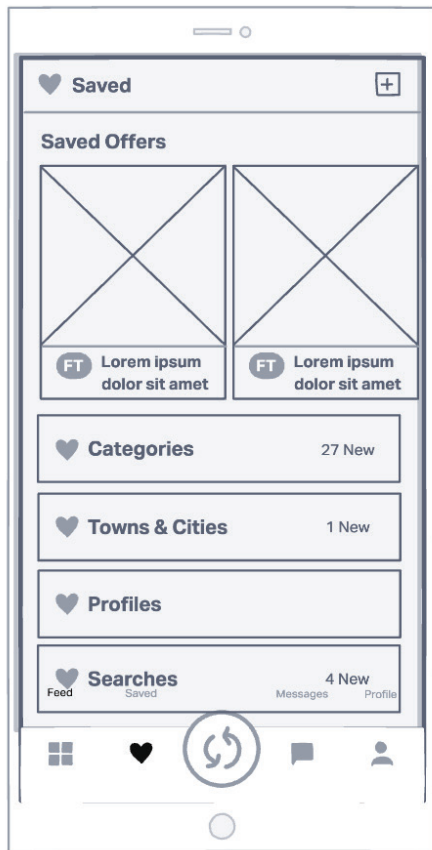 Saved
Saved Offers
FT Lorem ipsum
dolor sit amet
FT Lorem ipsum
dolor sit amet
Categories 27 New
Towns & Cities 1 New
Profiles
Searches 4 New
Feed Saved Messages Profile